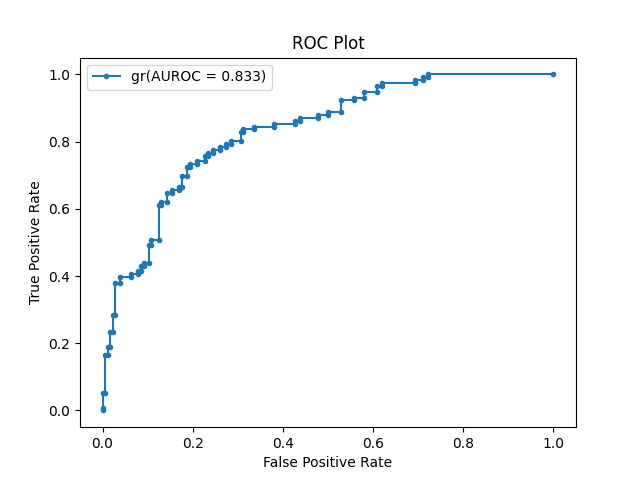 ROC Plot
gr(AUROC = 0.833)
True Positive Rate
1.0
0.8
0.6
0.4
0.2
0.0
0.0 0.2 0.4 0.6 0.8 1.0
False Positive Rate